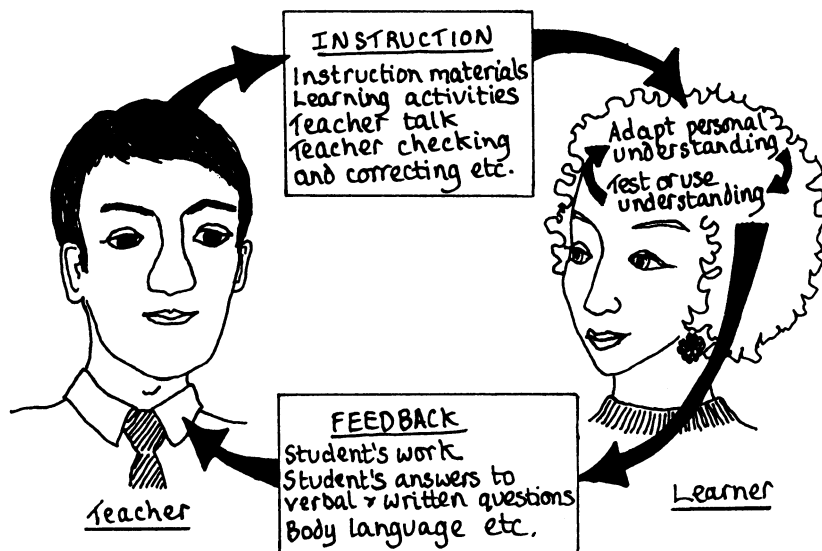 INSTRUCTION
Instruction materials
Learning activities
Teacher talk
Teacher checking
and correcting etc.
Adapt personal
understanding
Test or use
understanding
FEEDBACK
Student's work
Student's answers to
verbal & written questions
Body language etc.
Teacher
Learner